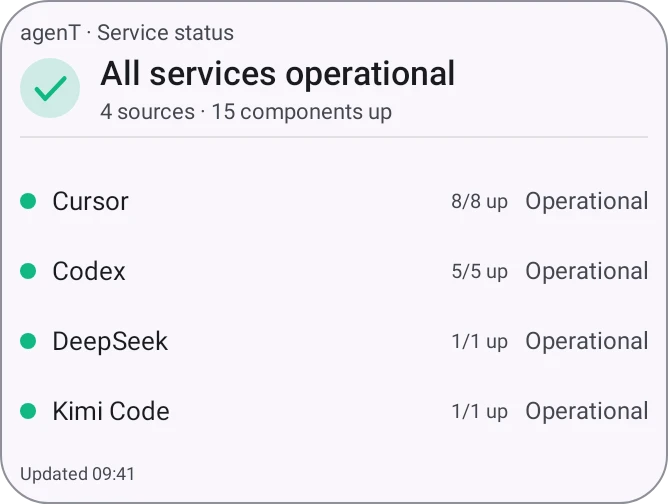 agenT · Service status
All services operational
4 sources · 15 components up
Cursor 8/8 up Operational
Codex 5/5 up Operational
DeepSeek 1/1 up Operational
Kimi Code 1/1 up Operational
Updated 09:41